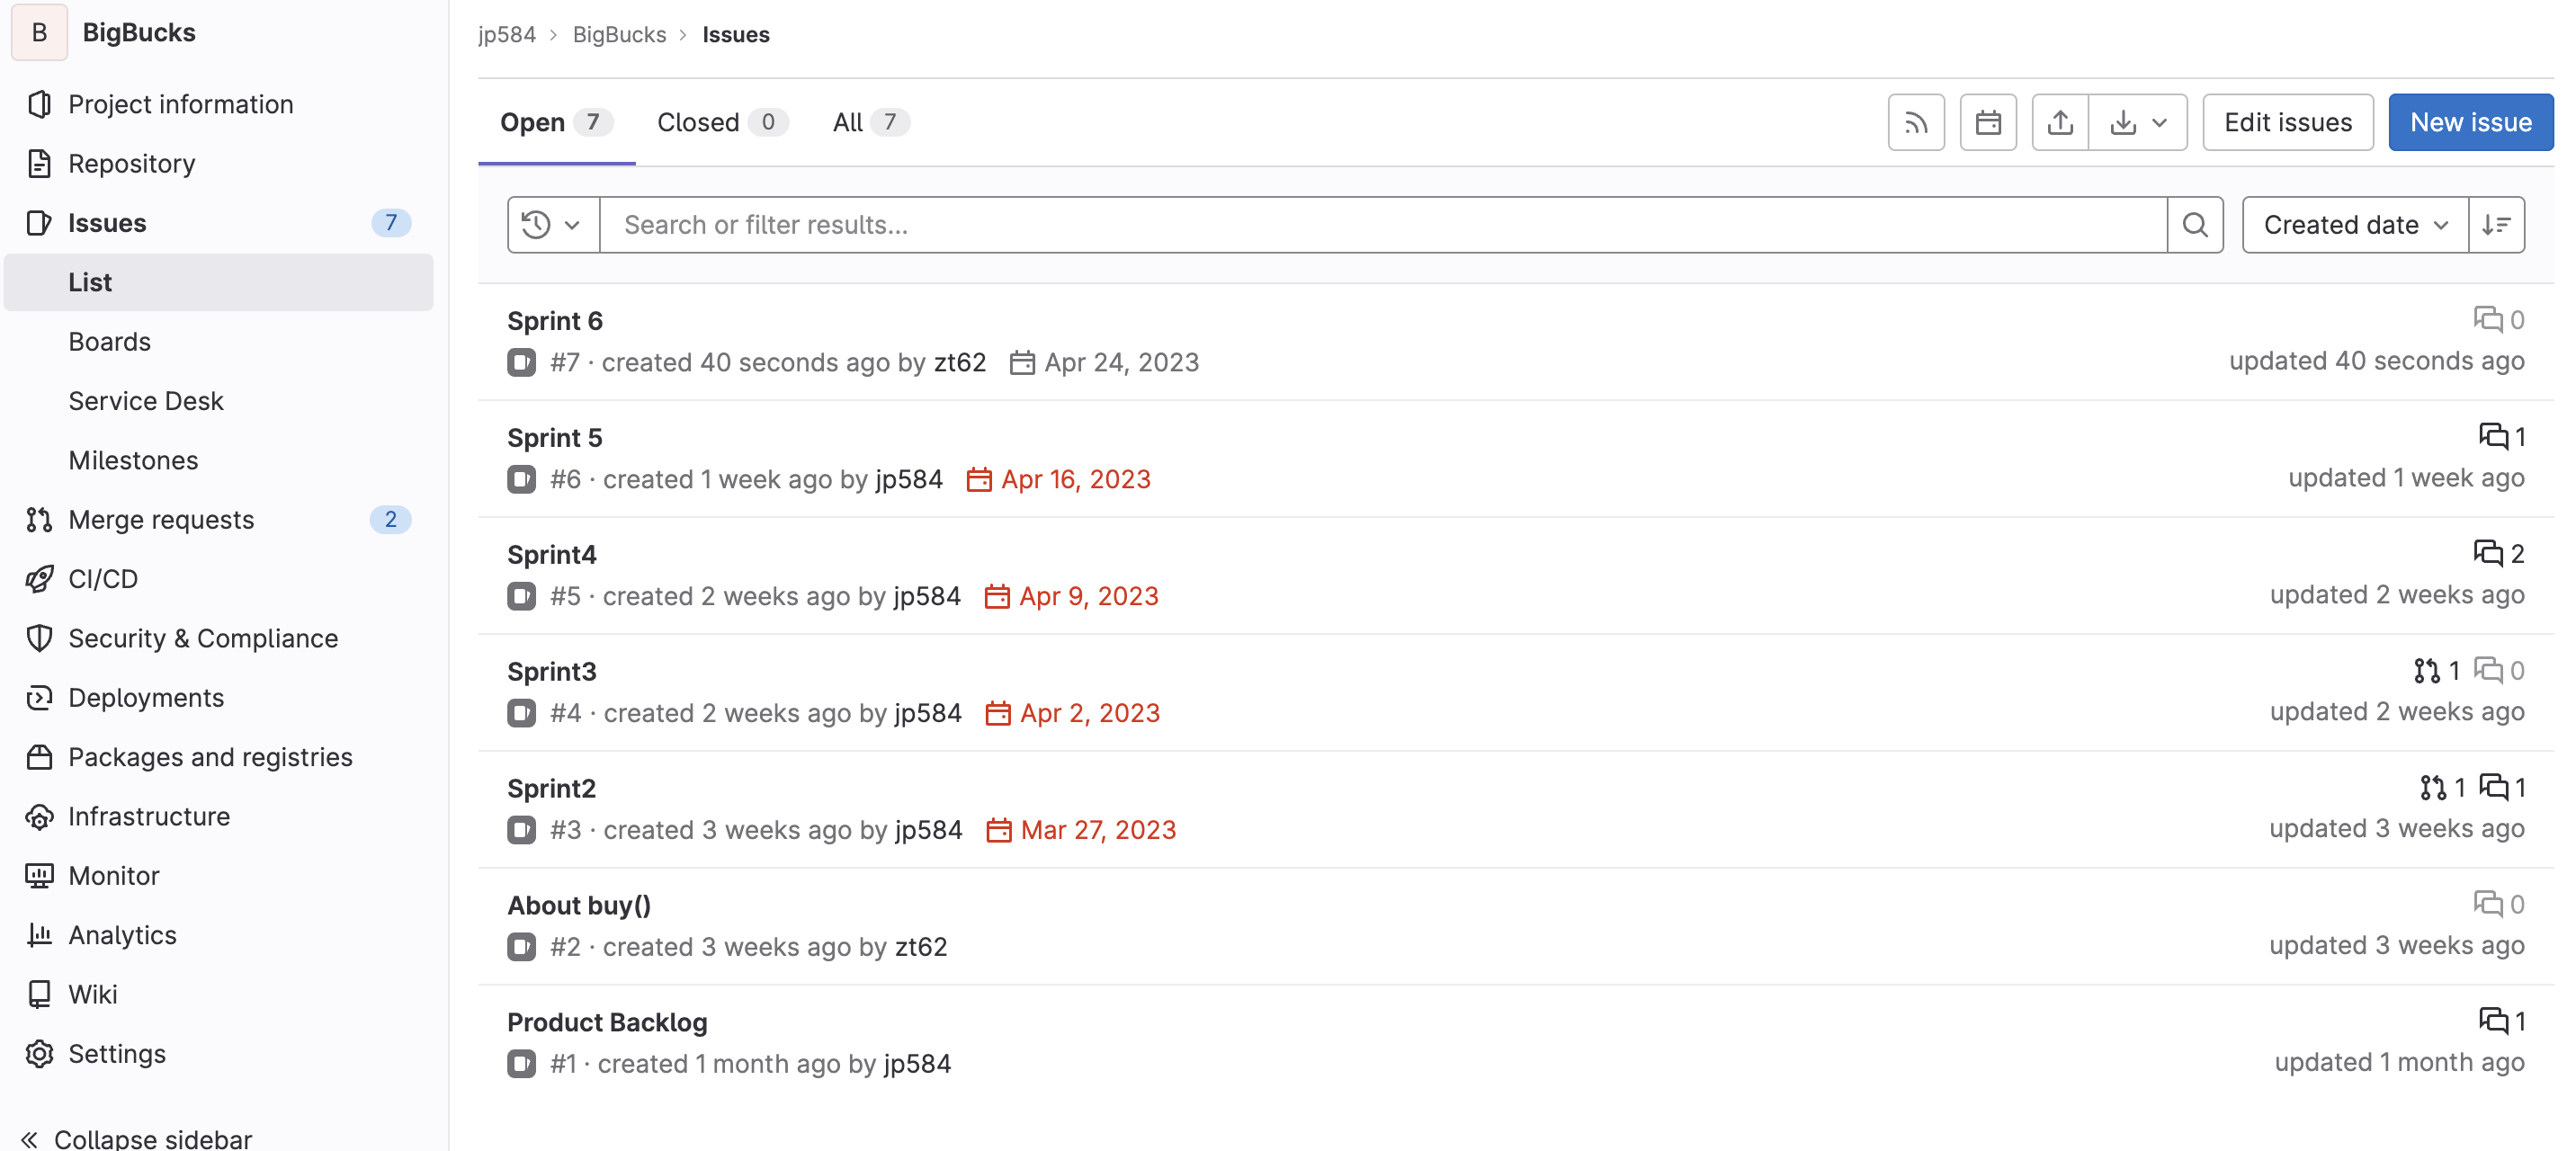 B BigBucks
Project information
Repository
Issues 7
List
Boards
Service Desk
Milestones
Merge requests 2
CI/CD
Security & Compliance
Deployments
Packages and registries
Infrastructure
Monitor
Analytics
Wiki
Settings
Collapse sidebar
jp584 > BigBucks > Issues
Open 7 Closed 0 All 7 Edit issues New issue
Search or filter results... Created date
Sprint 6 0
#7 · created 40 seconds ago by zt62 Apr 24, 2023 updated 40 seconds ago
Sprint 5 1
#6 · created 1 week ago by jp584 Apr 16, 2023 updated 1 week ago
Sprint4 2
#5 · created 2 weeks ago by jp584 Apr 9, 2023 updated 2 weeks ago
Sprint3 1 0
#4 · created 2 weeks ago by jp584 Apr 2, 2023 updated 2 weeks ago
Sprint2 1 1
#3 · created 3 weeks ago by jp584 Mar 27, 2023 updated 3 weeks ago
About buy() 0
#2 · created 3 weeks ago by zt62 updated 3 weeks ago
Product Backlog 1
#1 · created 1 month ago by jp584 updated 1 month ago